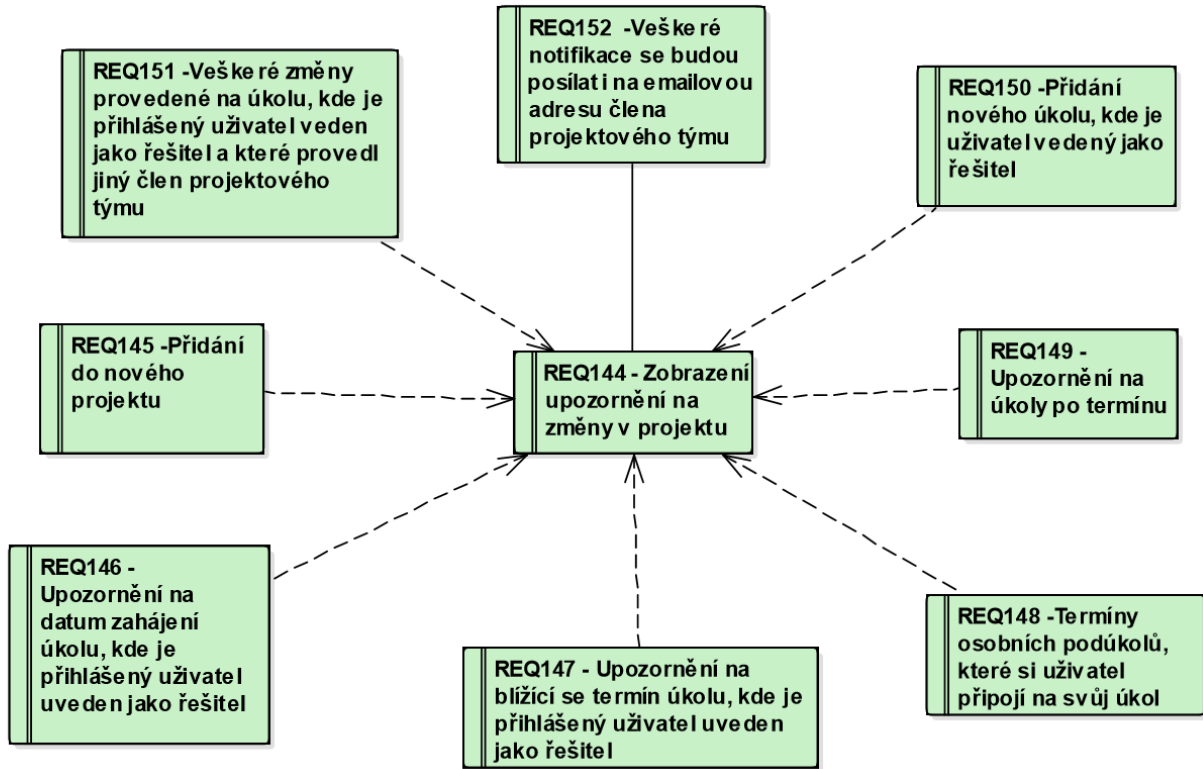 REQ152 -Veškeré
notifikace se budou
posílat i na emailovou
adresu člena
projektového týmu
REQ151 -Veškeré změny
provedené na úkolu, kde je
přihlášený uživatel veden
jako řešitel a které provedl
jiný člen projektového
týmu
REQ150 -Přidání
nového úkolu, kde je
uživatel vedený jako
řešitel
REQ145 -Přidání
do nového
projektu
REQ144 - Zobrazení
upozornění na
změny v projektu
REQ149 -
Upozornění na
úkoly po termínu
REQ146 -
Upozornění na
datum zahájení
úkolu, kde je
přihlášený uživatel
uveden jako řešitel
REQ147 - Upozornění na
blížící se termín úkolu, kde je
přihlášený uživatel uveden
jako řešitel
REQ148 -Termíny
osobních podúkolů,
které si uživatel
připojí na svůj úkol